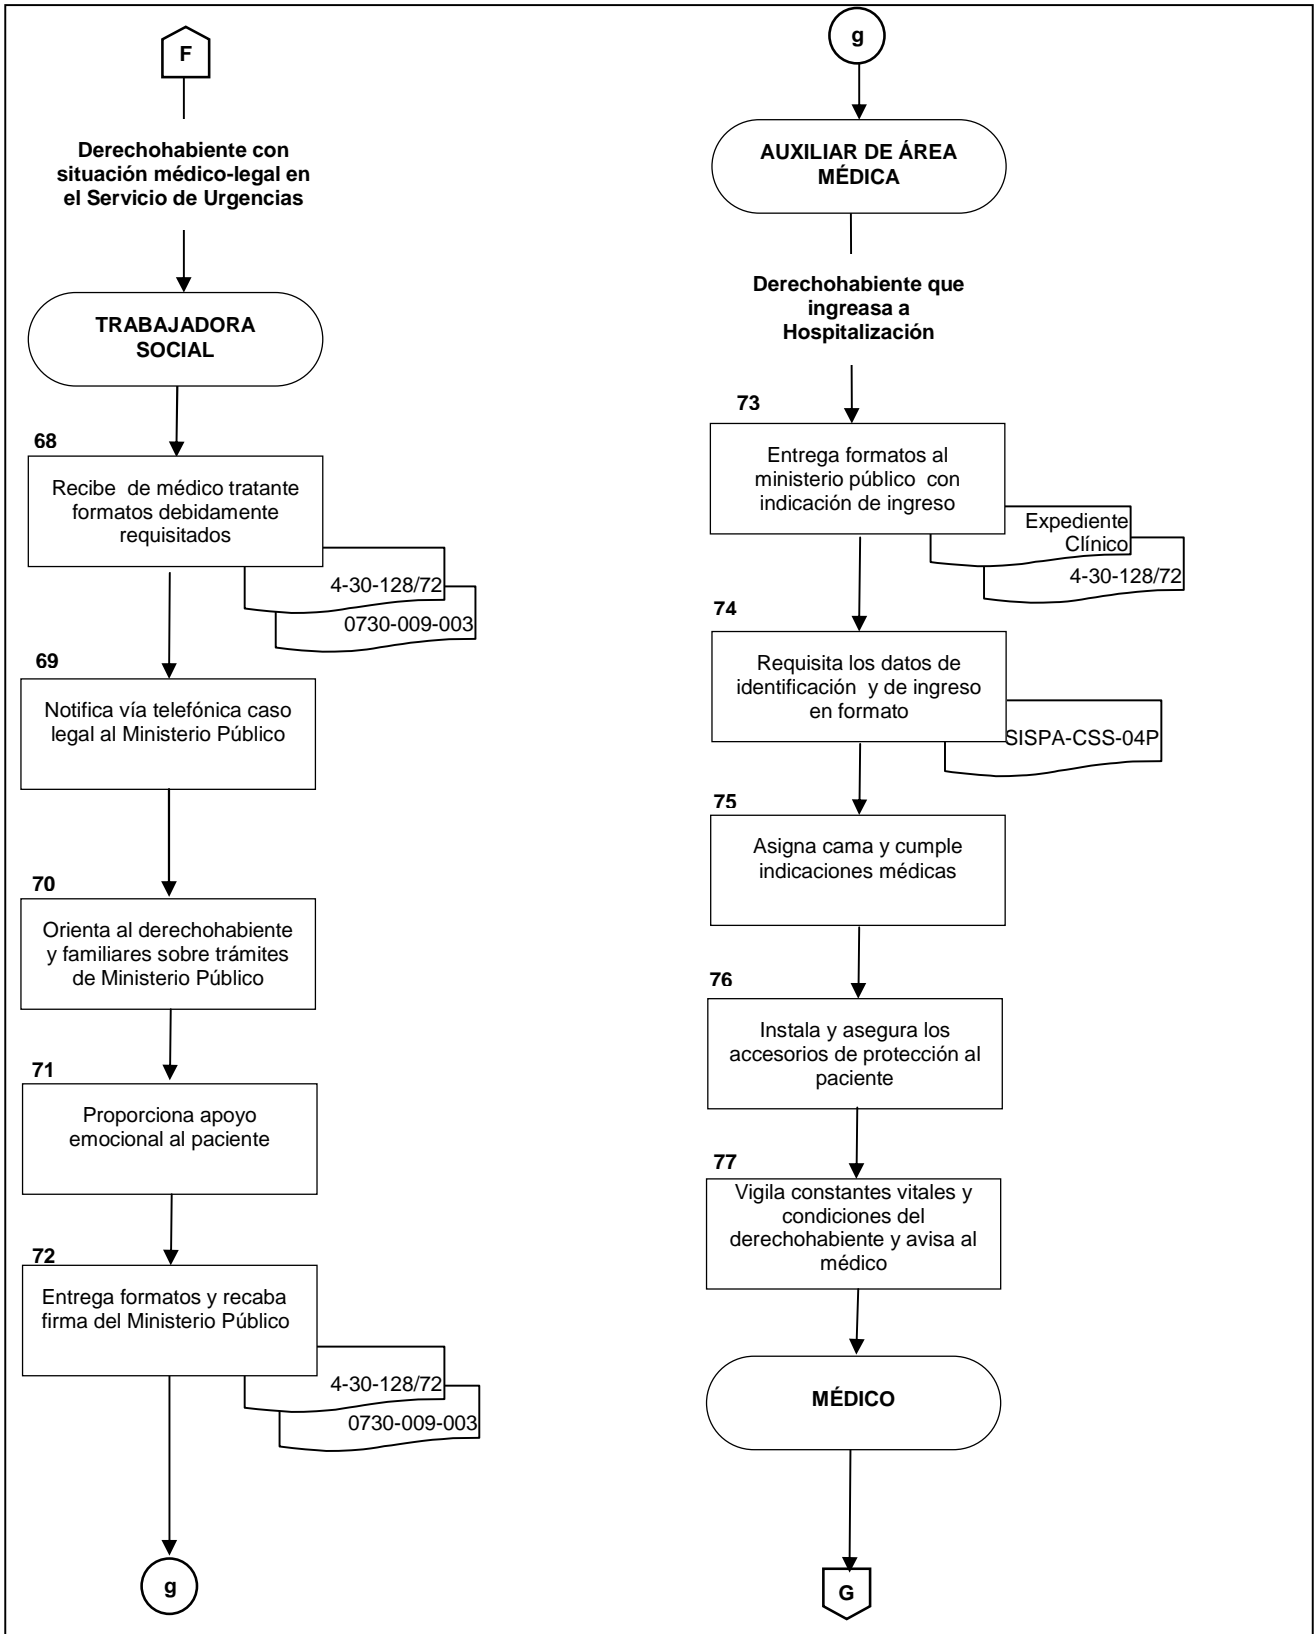 F
Derechohabiente con
situación médico-legal en
el Servicio de Urgencias
TRABAJADORA
SOCIAL
68
Recibe de médico tratante
formatos debidamente
requisitados
4-30-128/72
0730-009-003
69
Notifica vía telefónica caso
legal al Ministerio Público
70
Orienta al derechohabiente
y familiares sobre trámites
de Ministerio Público
71
Proporciona apoyo
emocional al paciente
72
Entrega formatos y recaba
firma del Ministerio Público
4-30-128/72
0730-009-003
g
g
AUXILIAR DE ÁREA
MÉDICA
Derechohabiente que
ingreasa a
Hospitalización
73
Entrega formatos al
ministerio público con
indicación de ingreso
Expediente
Clínico
4-30-128/72
74
Requisita los datos de
identificación y de ingreso
en formato
SISPA-CSS-04P
75
Asigna cama y cumple
indicaciones médicas
76
Instala y asegura los
accesorios de protección al
paciente
77
Vigila constantes vitales y
condiciones del
derechohabiente y avisa al
médico
MÉDICO
G